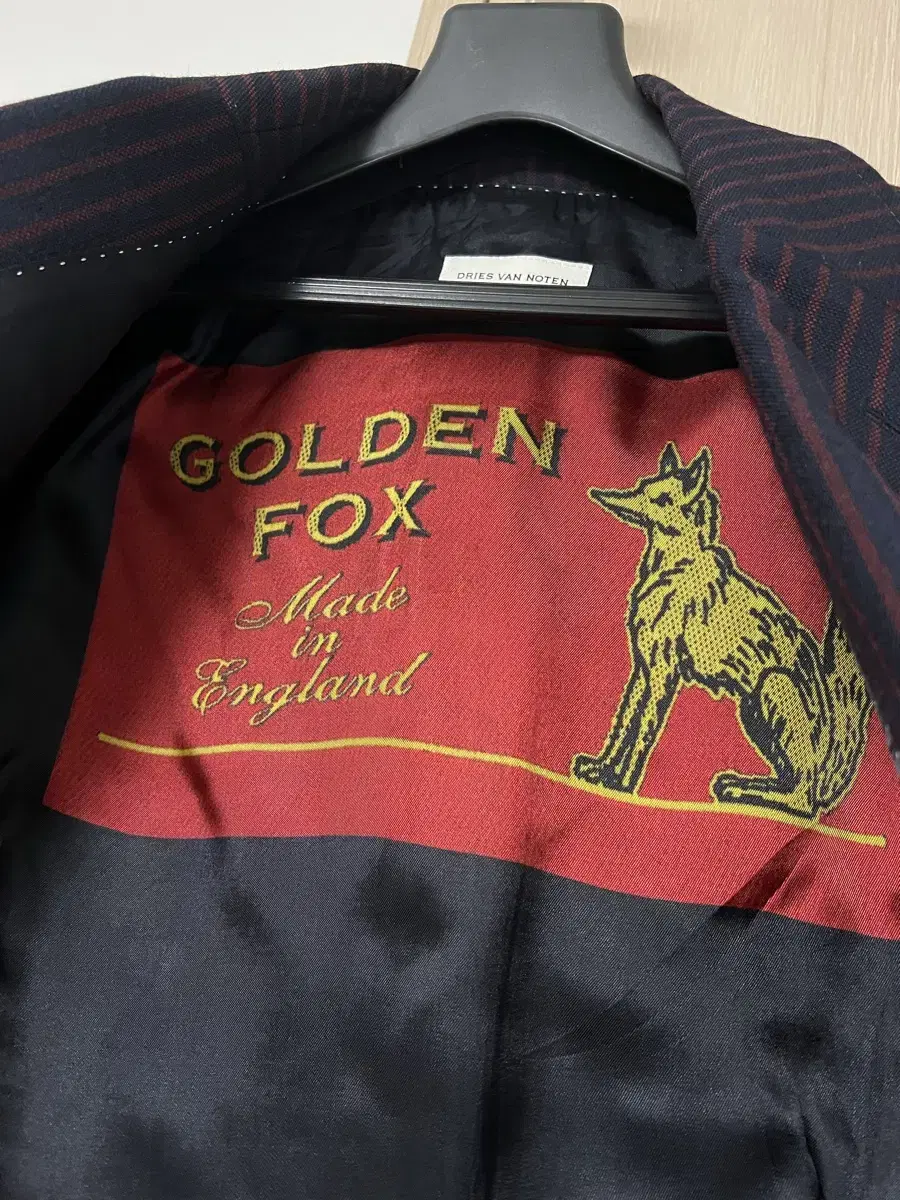 DRIES VAN NOTEN
GOLDEN
FOX
Made
in
England